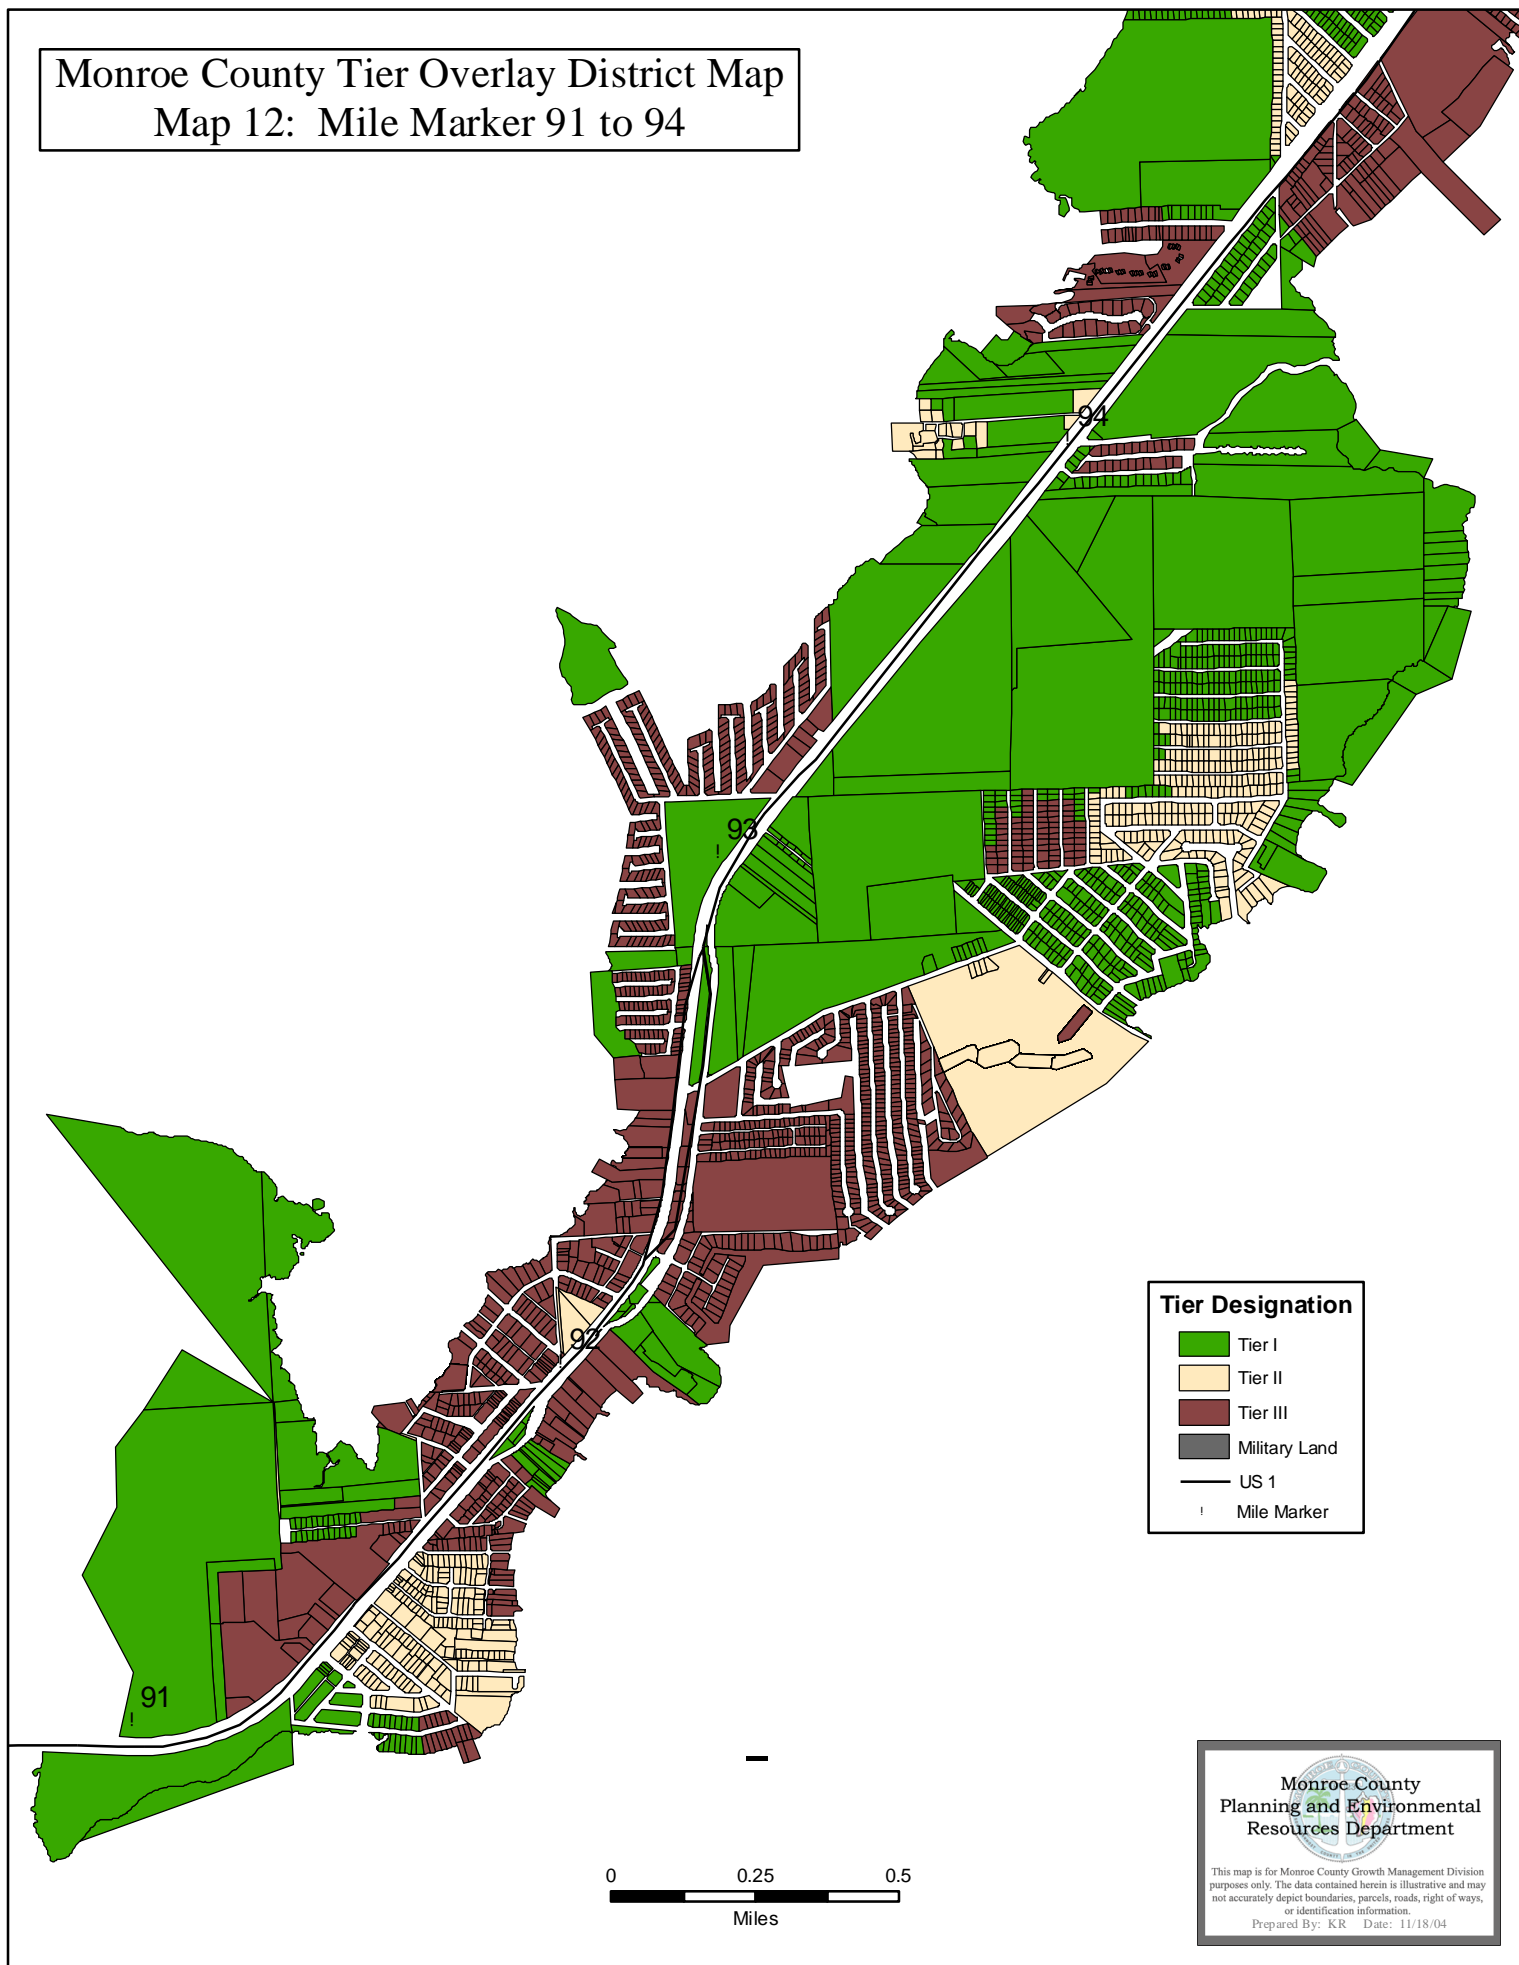 Monroe County Tier Overlay District Map
Map 12: Mile Marker 91 to 94
94
93
92
91
Tier Designation
Tier I
Tier II
Tier III
Military Land
US 1
! Mile Marker
0 0.25 0.5
Miles
Monroe County
Planning and Environmental
Resources Department
This map is for Monroe County Growth Management Division
purposes only. The data contained herein is illustrative and may
not accurately depict boundaries, parcels, roads, right of ways,
or identification information.
Prepared By: KR Date: 11/18/04